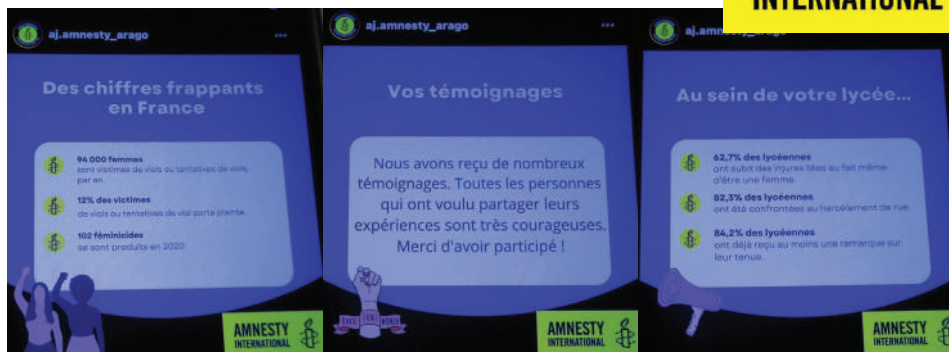 INTERNATIONAL
aj.amnesty_arago
Des chiffres frappants
en France
94 000 femmes
sont victimes de viols ou tentatives de viols,
par an.
12% des victimes
de viols ou tentatives de viol porte plainte.
102 féminicides
se sont produits en 2020
AMNESTY
INTERNATIONAL
aj.amnesty_arago
Vos témoignages
Nous avons reçu de nombreux
témoignages. Toutes les personnes
qui ont voulu partager leurs
expériences sont très courageuses.
Merci d'avoir participé !
AMNESTY
INTERNATIONAL
aj.amnesty_arago
Au sein de votre lycée...
62,7% des lycéennes
ont subit des injures liées au fait même
d'être une femme.
82,3% des lycéennes
ont été confrontées au harcèlement de rue.
84,2% des lycéennes
ont déjà reçu au moins une remarque sur
leur tenue.
AMNESTY
INTERNATIONAL